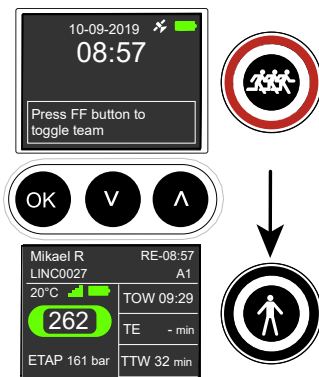 10-09-2019
08:57
Press FF button to
toggle team
OK
Mikael R RE-08:57
LINC0027 A1
20°C TOW 09:29
262
TE - min
ETAP 161 bar TTW 32 min